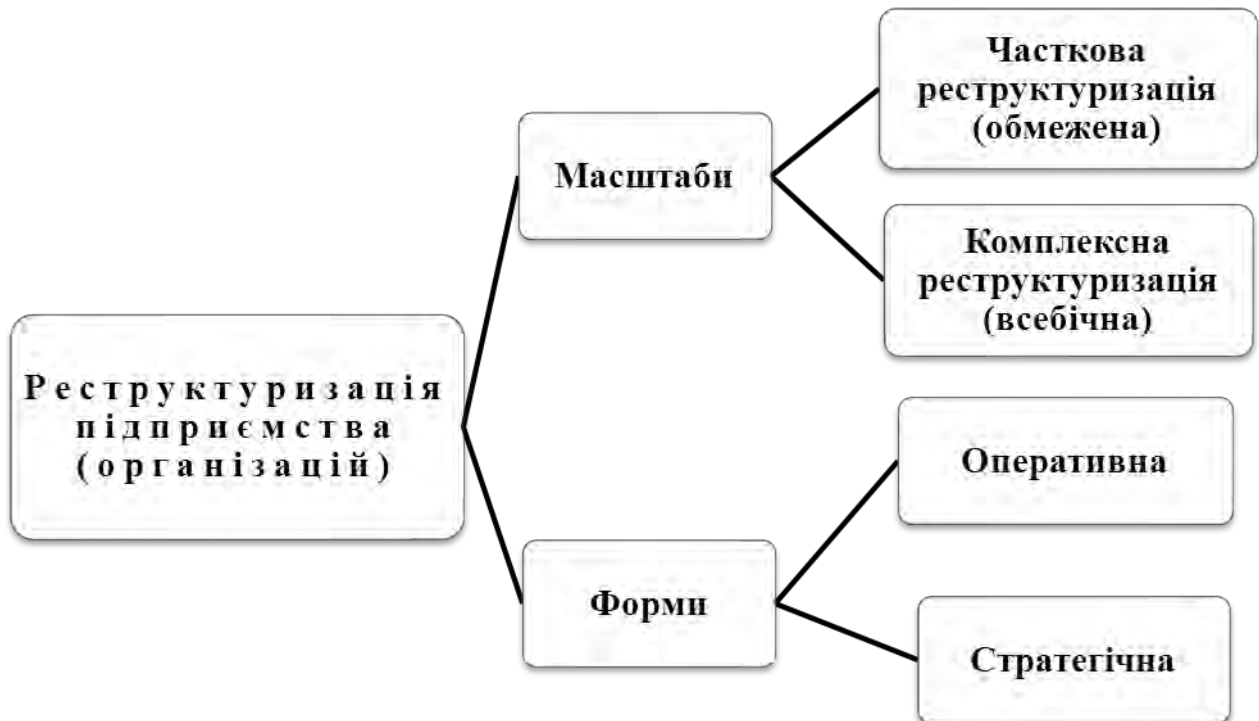 Реструктуризація
підприємства
(організацій)
Масштаби
Часткова
реструктуризація
(обмежена)
Комплексна
реструктуризація
(всебічна)
Форми
Оперативна
Стратегічна